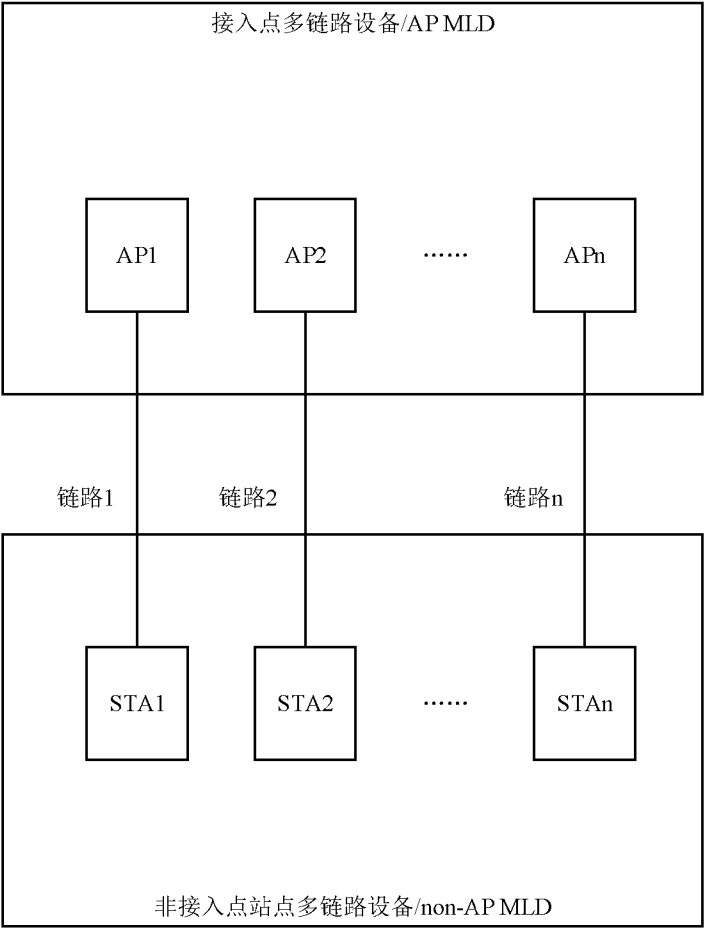 接入点多链路设备/AP MLD
AP1 AP2 …… APn
链路1 链路2 链路n
STA1 STA2 …… STAn
非接入点站点多链路设备/non-AP MLD